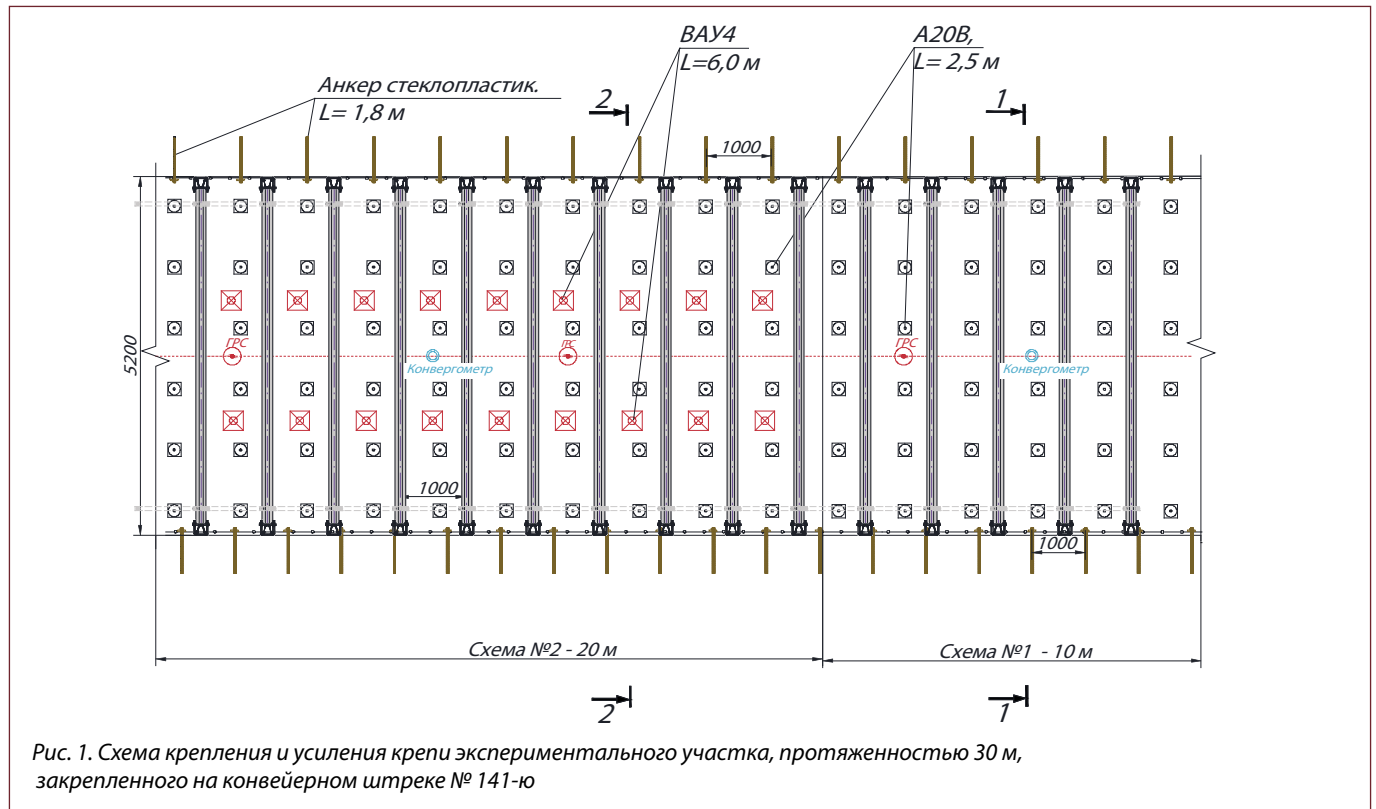 ВАУ4
L=6,0 м
А20В,
L= 2,5 м
Анкер стеклопластик.
L= 1,8 м
2
1
1000
5200
ГРС
ГРС
ГРС
Конвергометр
Конвергометр
1000
1000
Схема №2 - 20 м
Схема №1 - 10 м
2
1
Рис. 1. Схема крепления и усиления крепи экспериментального участка, протяженностью 30 м,
закрепленного на конвейерном штреке № 141-ю